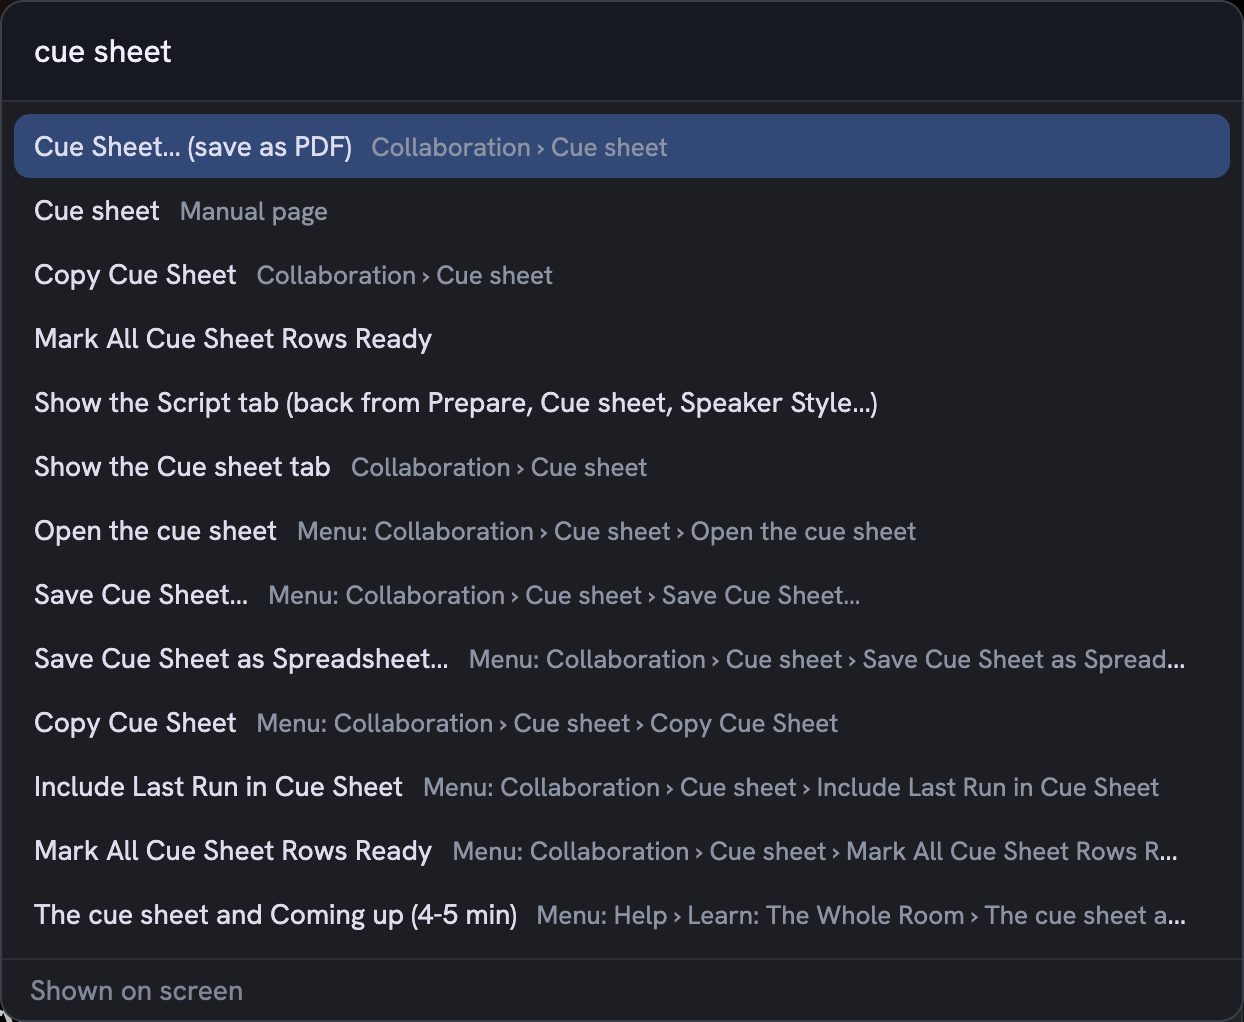 cue sheet
Cue Sheet... (save as PDF) Collaboration › Cue sheet
Cue sheet Manual page
Copy Cue Sheet Collaboration › Cue sheet
Mark All Cue Sheet Rows Ready
Show the Script tab (back from Prepare, Cue sheet, Speaker Style...)
Show the Cue sheet tab Collaboration › Cue sheet
Open the cue sheet Menu: Collaboration › Cue sheet › Open the cue sheet
Save Cue Sheet... Menu: Collaboration › Cue sheet › Save Cue Sheet...
Save Cue Sheet as Spreadsheet... Menu: Collaboration › Cue sheet › Save Cue Sheet as Spread...
Copy Cue Sheet Menu: Collaboration › Cue sheet › Copy Cue Sheet
Include Last Run in Cue Sheet Menu: Collaboration › Cue sheet › Include Last Run in Cue Sheet
Mark All Cue Sheet Rows Ready Menu: Collaboration › Cue sheet › Mark All Cue Sheet Rows R...
The cue sheet and Coming up (4-5 min) Menu: Help › Learn: The Whole Room › The cue sheet a...
Shown on screen